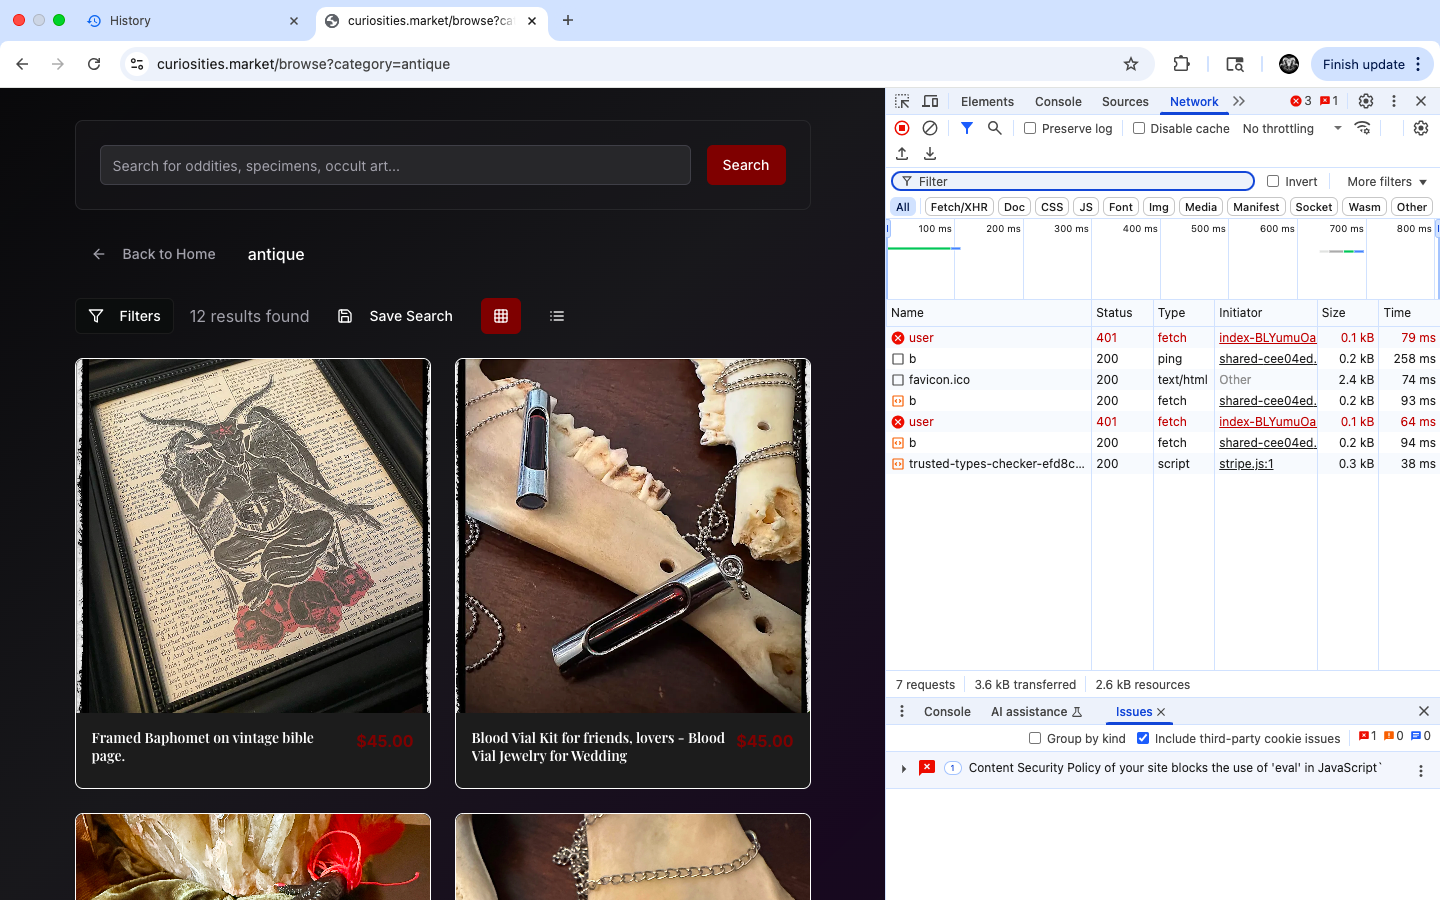 History
curiosities.market/browse?ca
curiosities.market/browse?category=antique
Finish update
Search for oddities, specimens, occult art...
Search
Back to Home
antique
Filters
12 results found
Save Search
Framed Baphomet on vintage bible
page.
$45.00
Blood Vial Kit for friends, lovers - Blood
Vial Jewelry for Wedding
$45.00
Elements Console Sources Network 3 1
Preserve log Disable cache No throttling
Filter Invert More filters
All Fetch/XHR Doc CSS JS Font Img Media Manifest Socket Wasm Other
100 ms 200 ms 300 ms 400 ms 500 ms 600 ms 700 ms 800 ms
Name Status Type Initiator Size Time
user 401 fetch index-BLYumuOa 0.1 kB 79 ms
b 200 ping shared-cee04ed. 0.2 kB 258 ms
favicon.ico 200 text/html Other 2.4 kB 74 ms
b 200 fetch shared-cee04ed. 0.2 kB 93 ms
user 401 fetch index-BLYumuOa 0.1 kB 64 ms
b 200 fetch shared-cee04ed. 0.2 kB 94 ms
trusted-types-checker-efd8c... 200 script stripe.js:1 0.3 kB 38 ms
7 requests 3.6 kB transferred 2.6 kB resources
Console AI assistance Issues
Group by kind Include third-party cookie issues 1 0 0
1 Content Security Policy of your site blocks the use of 'eval' in JavaScript`